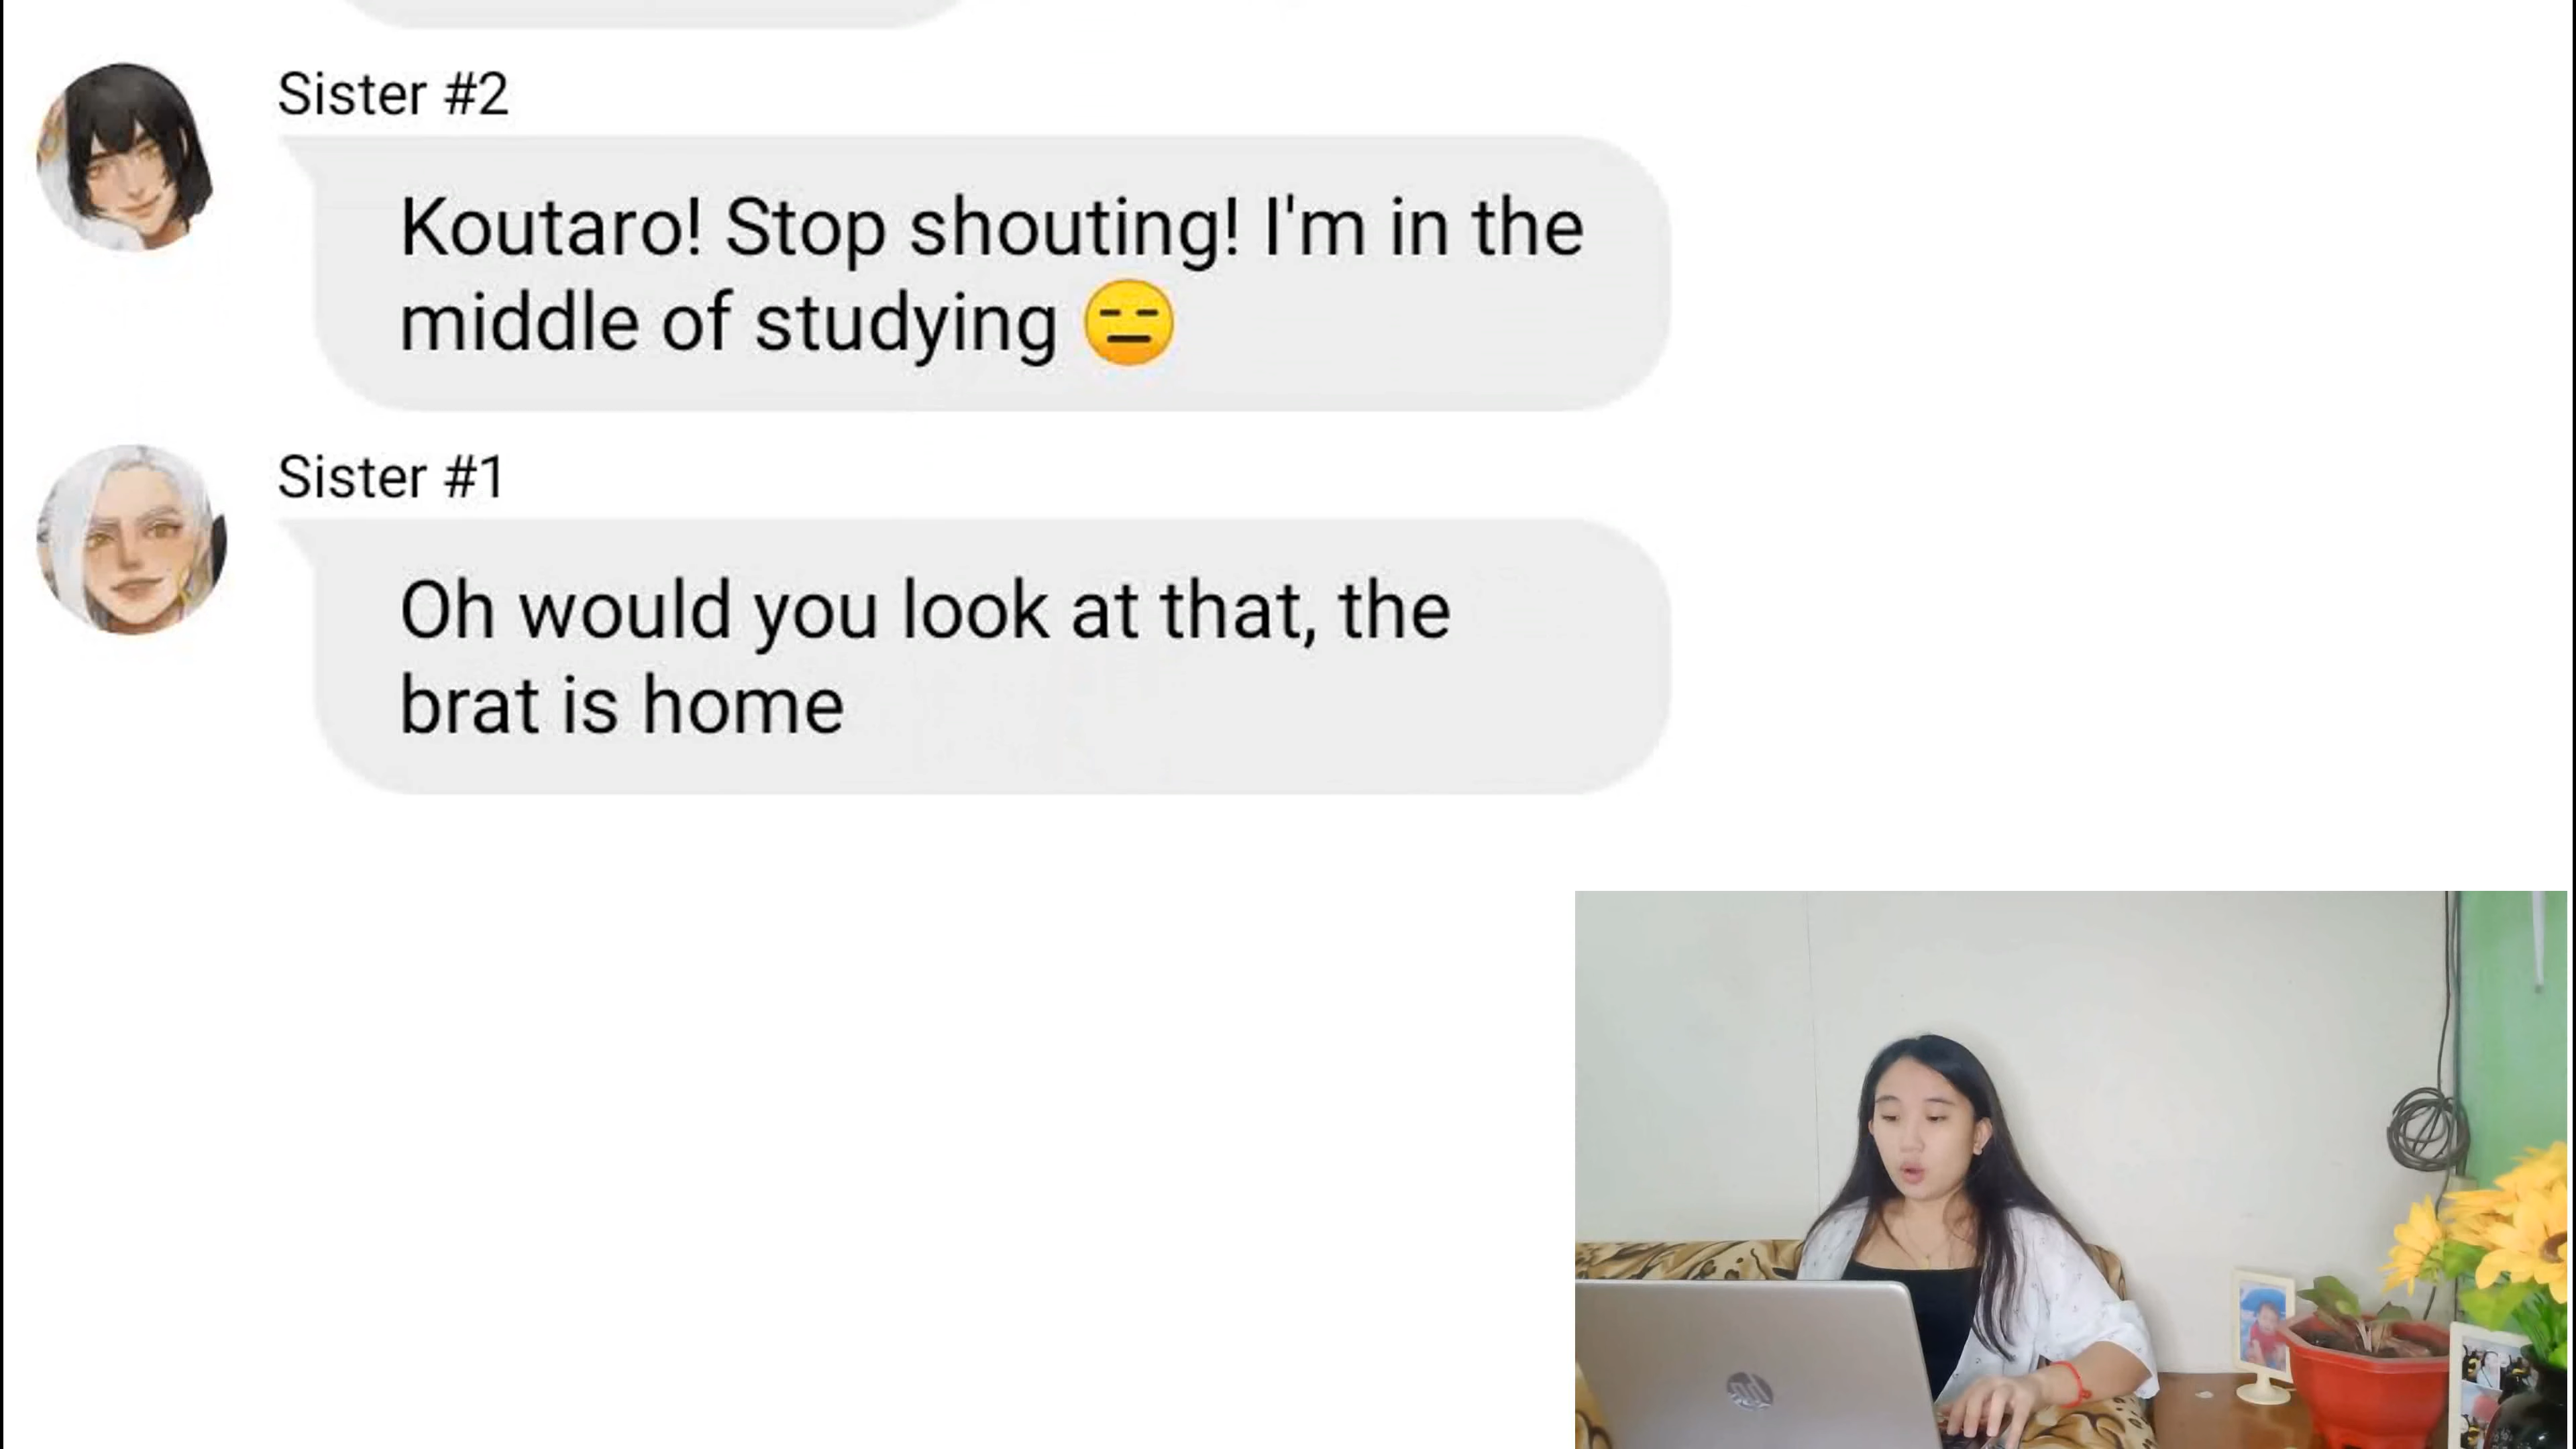 Sister #2
Koutaro! Stop shouting! I'm in the
middle of studying 😑
Sister #1
Oh would you look at that, the
brat is home
hp